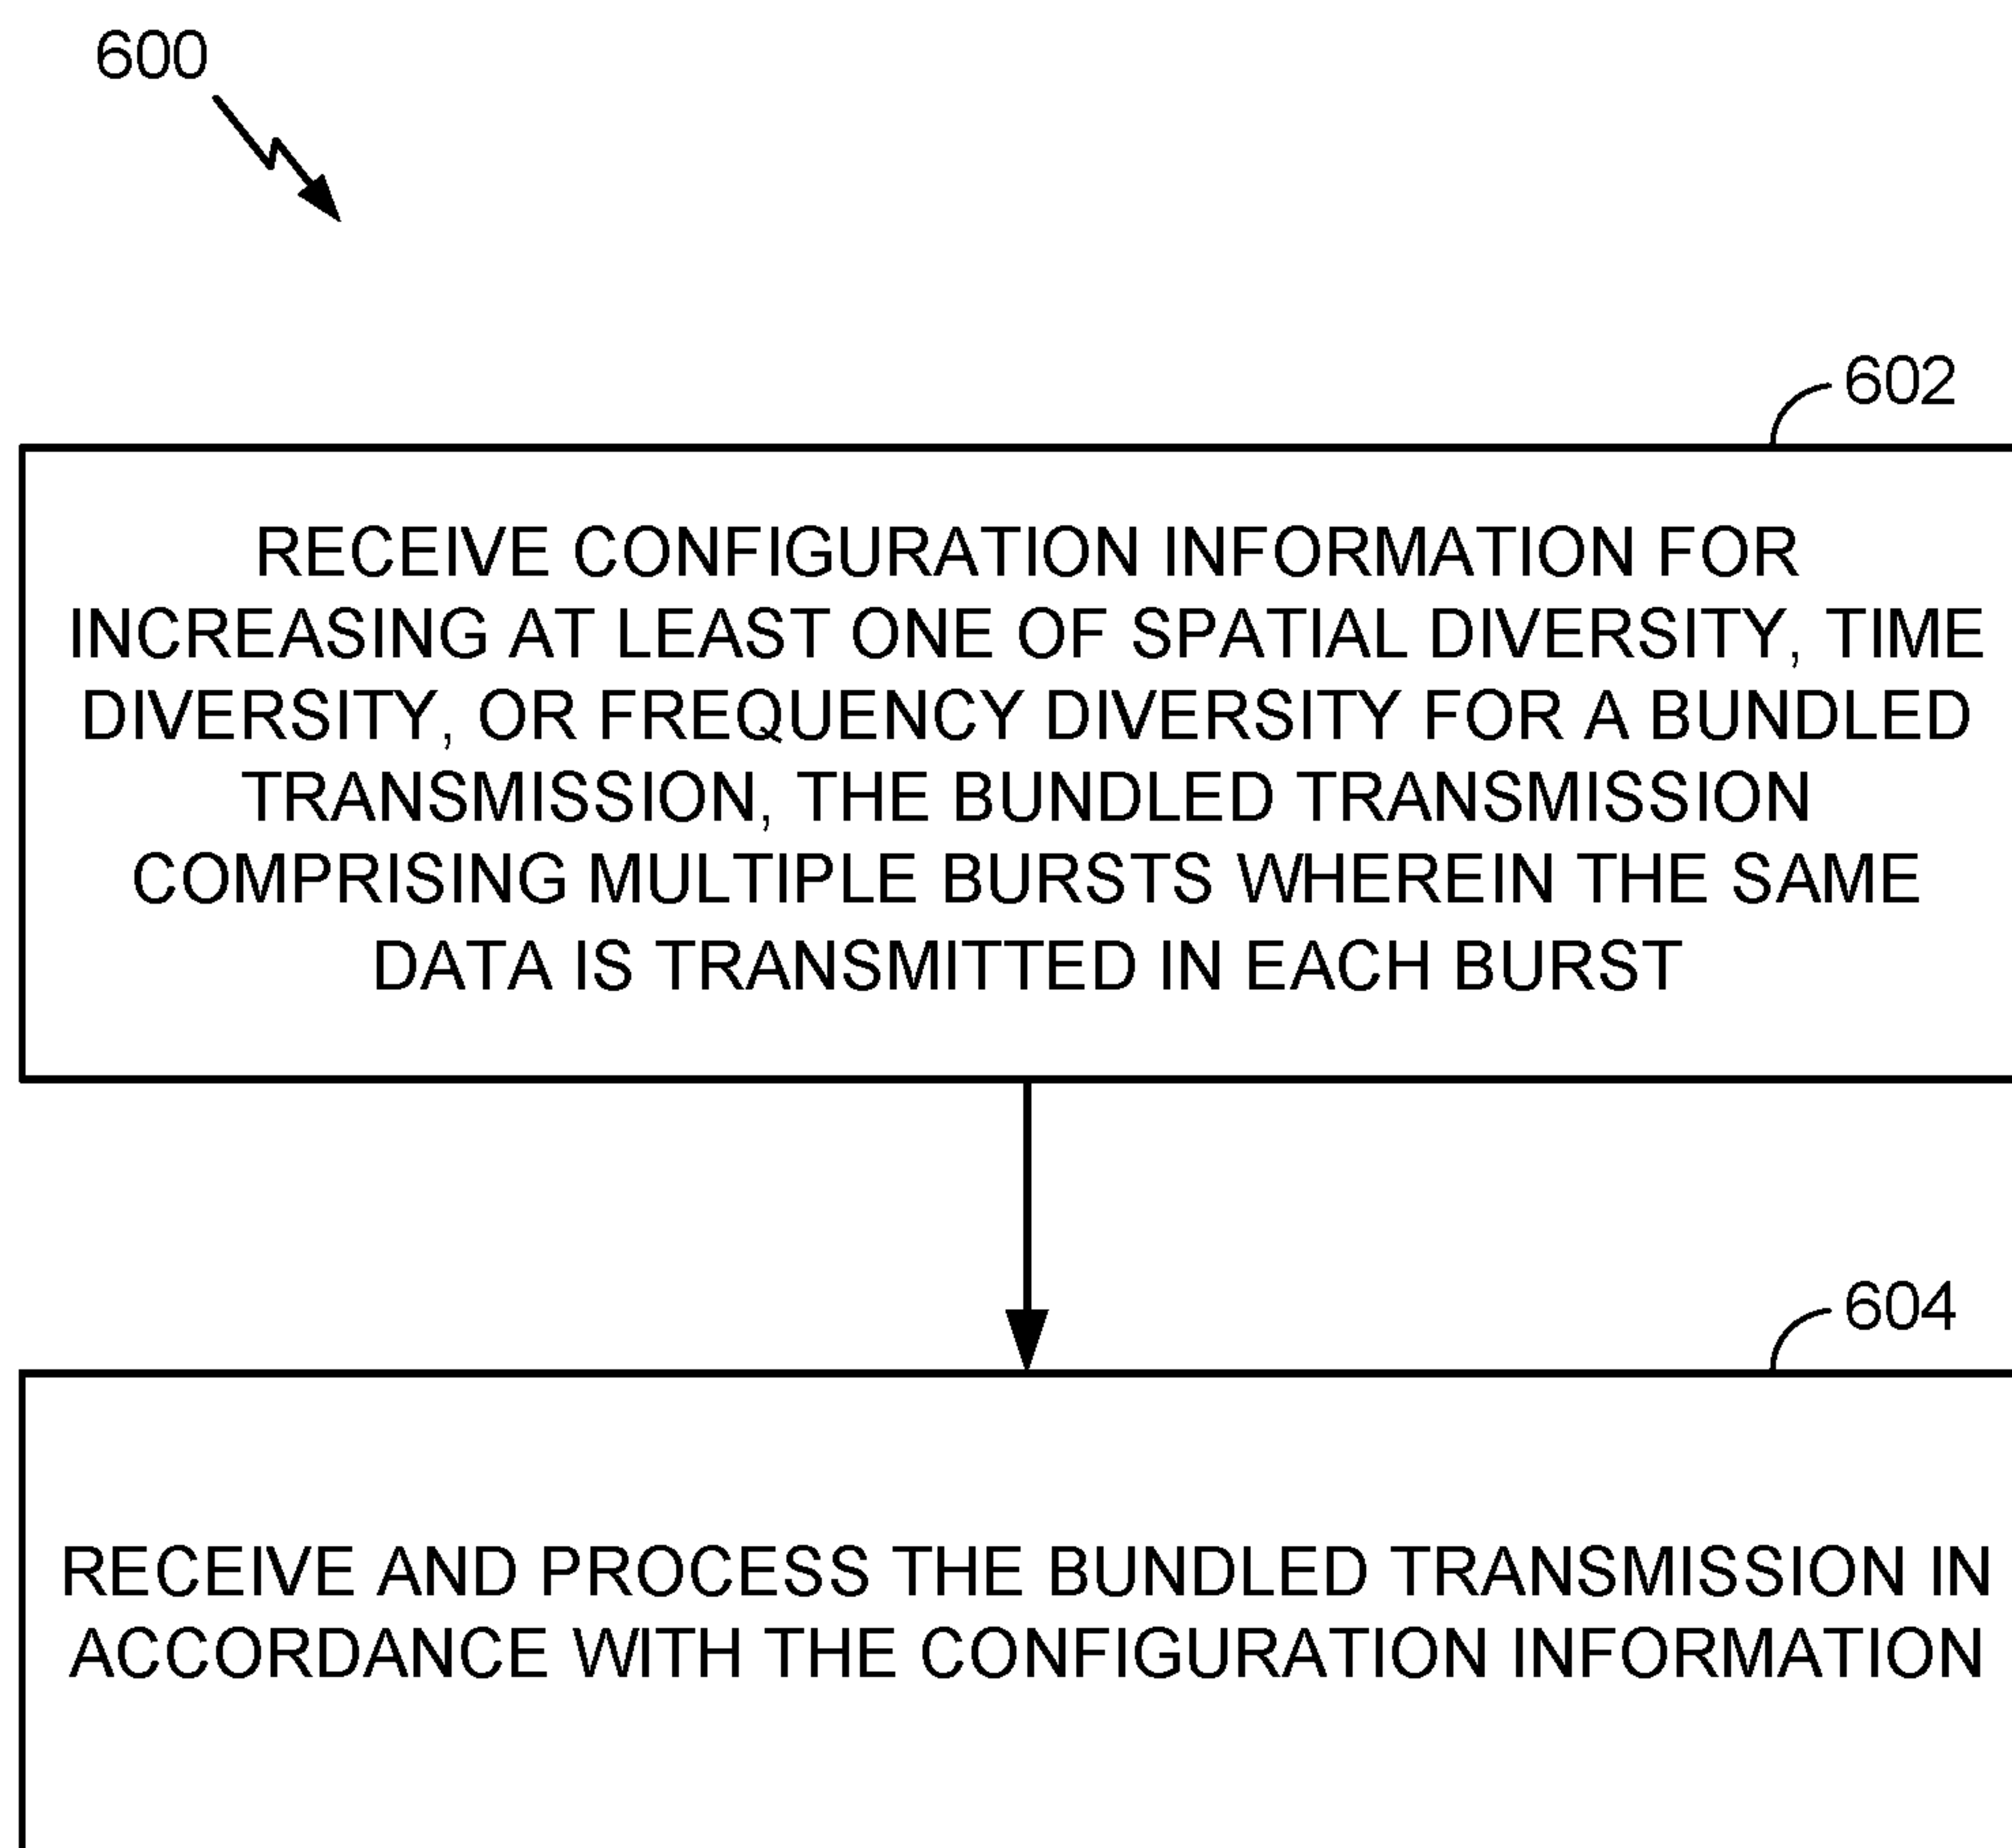 600
602
RECEIVE CONFIGURATION INFORMATION FOR
INCREASING AT LEAST ONE OF SPATIAL DIVERSITY, TIME
DIVERSITY, OR FREQUENCY DIVERSITY FOR A BUNDLED
TRANSMISSION, THE BUNDLED TRANSMISSION
COMPRISING MULTIPLE BURSTS WHEREIN THE SAME
DATA IS TRANSMITTED IN EACH BURST
604
RECEIVE AND PROCESS THE BUNDLED TRANSMISSION IN
ACCORDANCE WITH THE CONFIGURATION INFORMATION